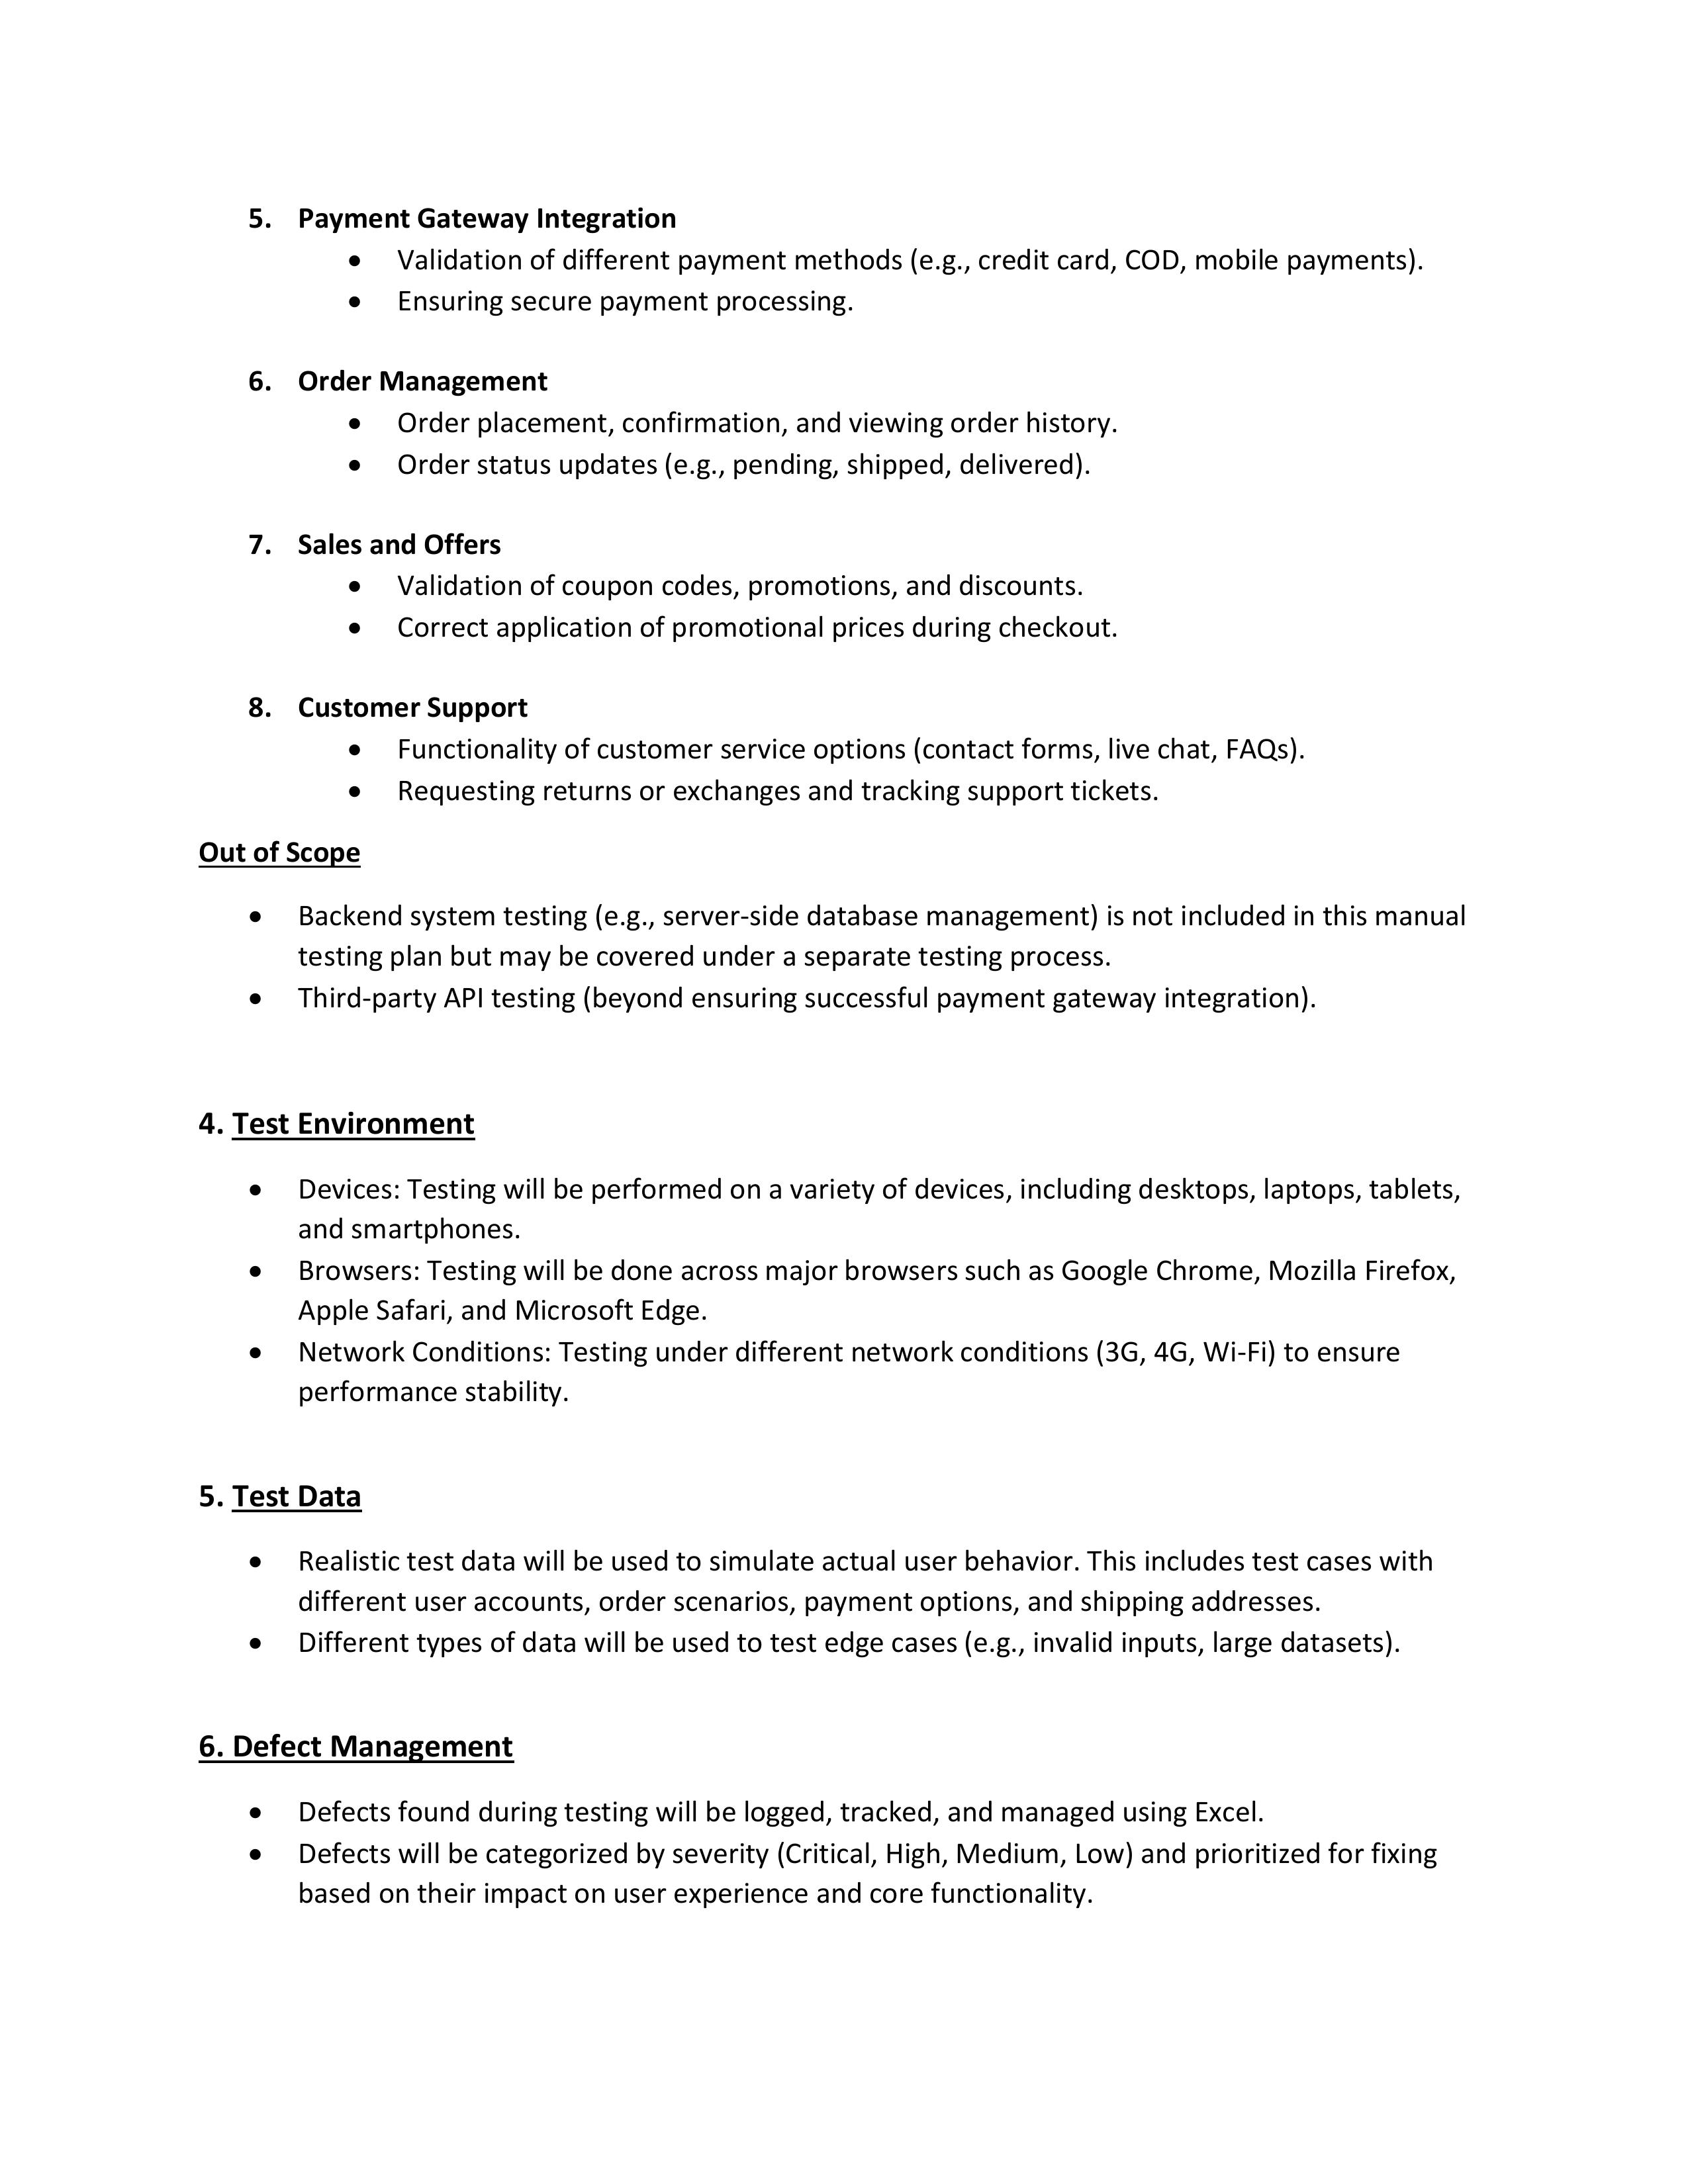 5. Payment Gateway Integration
• Validation of different payment methods (e.g., credit card, COD, mobile payments).
• Ensuring secure payment processing.
6. Order Management
• Order placement, confirmation, and viewing order history.
• Order status updates (e.g., pending, shipped, delivered).
7. Sales and Offers
• Validation of coupon codes, promotions, and discounts.
• Correct application of promotional prices during checkout.
8. Customer Support
• Functionality of customer service options (contact forms, live chat, FAQs).
• Requesting returns or exchanges and tracking support tickets.
Out of Scope
• Backend system testing (e.g., server-side database management) is not included in this manual
testing plan but may be covered under a separate testing process.
• Third-party API testing (beyond ensuring successful payment gateway integration).
4. Test Environment
• Devices: Testing will be performed on a variety of devices, including desktops, laptops, tablets,
and smartphones.
• Browsers: Testing will be done across major browsers such as Google Chrome, Mozilla Firefox,
Apple Safari, and Microsoft Edge.
• Network Conditions: Testing under different network conditions (3G, 4G, Wi-Fi) to ensure
performance stability.
5. Test Data
• Realistic test data will be used to simulate actual user behavior. This includes test cases with
different user accounts, order scenarios, payment options, and shipping addresses.
• Different types of data will be used to test edge cases (e.g., invalid inputs, large datasets).
6. Defect Management
• Defects found during testing will be logged, tracked, and managed using Excel.
• Defects will be categorized by severity (Critical, High, Medium, Low) and prioritized for fixing
based on their impact on user experience and core functionality.